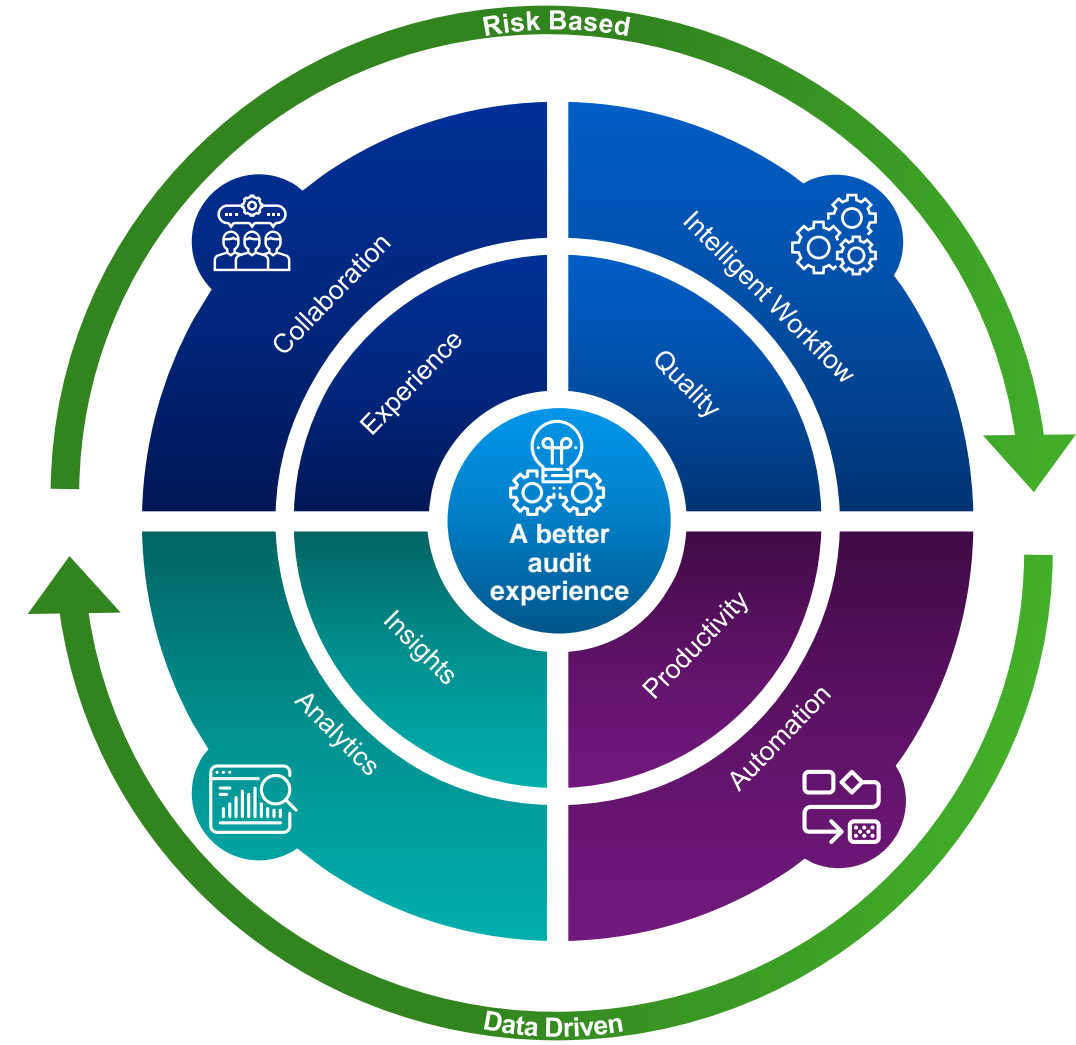 Risk Based
Collaboration
Intelligent Workflow
Experience
Quality
A better
audit
experience
Insights
Productivity
Analytics
Automation
Data Driven